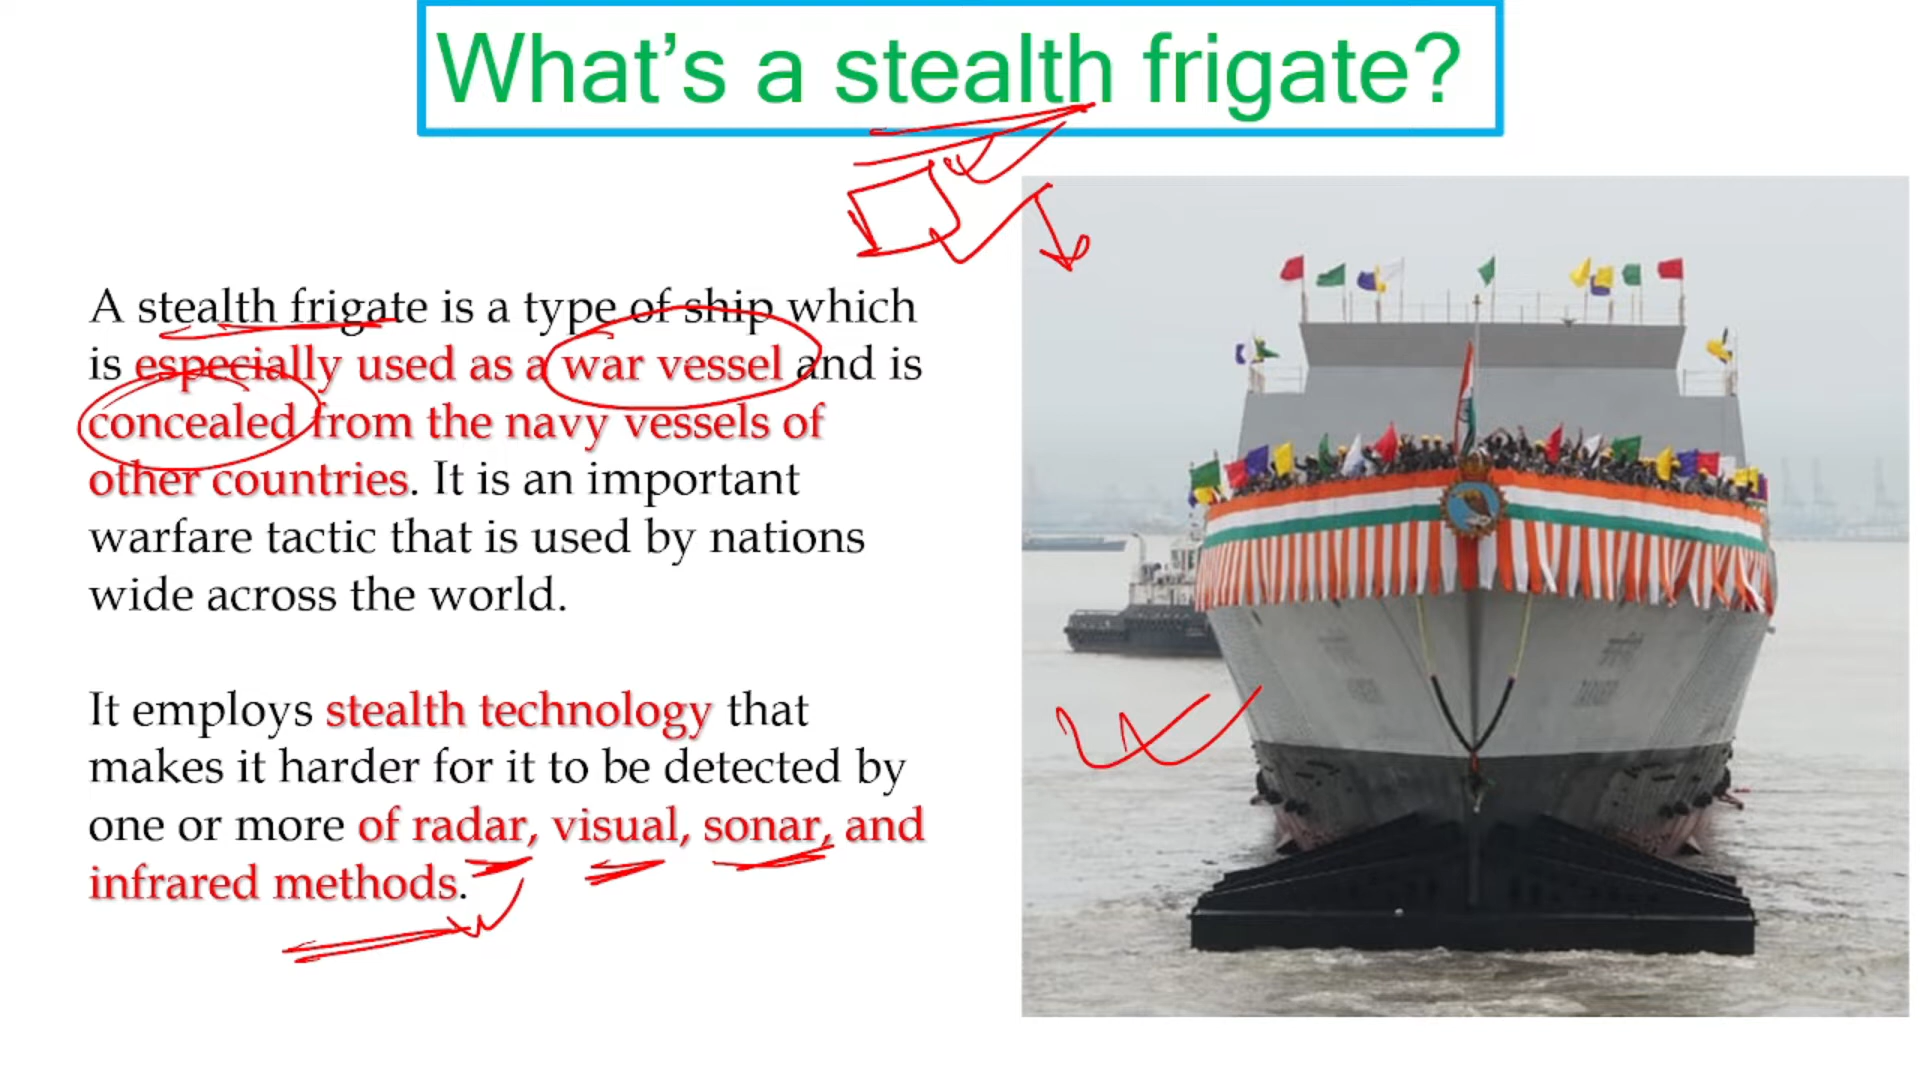 What's a stealth frigate?
A stealth frigate is a type of ship which
is especially used as a war vessel and is
concealed from the navy vessels of
other countries. It is an important
warfare tactic that is used by nations
wide across the world.
It employs stealth technology that
makes it harder for it to be detected by
one or more of radar, visual, sonar, and
infrared methods.